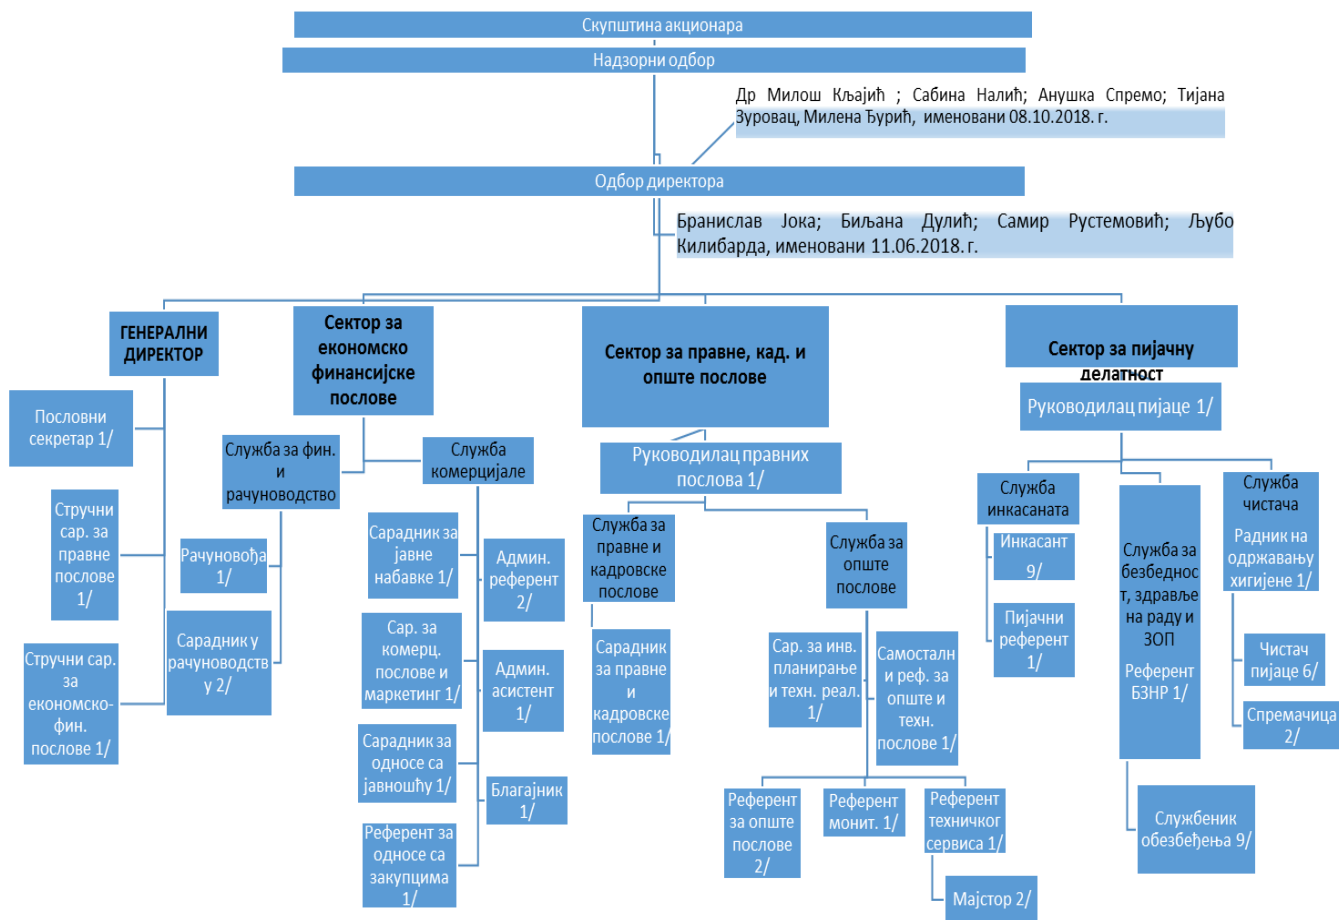 Скупштина акционара
Надзорни одбор
Др Милош Кљајић ; Сабина Налић; Анушка Спремо; Тијана
Зуровац, Милена Ђурић, именовани 08.10.2018. г.
Одбор директора
Бранислав Јока; Биљана Дулић; Самир Рустемовић; Љубо
Килибарда, именовани 11.06.2018. г.
ГЕНЕРАЛНИ
ДИРЕКТОР
Пословни
секретар 1/
Стручни
сар. за
правне
послове
1/
Стручни сар.
за
економско-
фин.
послове 1/
Сектор за
економско
финансијске
послове
Служба за фин.
и
рачуноводство
Рачуновођа
1/
Сарадник у
рачуноводств
у 2/
Служба
комерцијале
Сарадник за
јавне
набавке 1/
Сар. за
комерц.
послове и
маркетинг 1/
Сарадник за
односе са
јавношћу 1/
Референт за
односе са
закупцима
1/
Админ.
референт
2/
Админ.
асистент
1/
Благајник
1/
Сектор за правне, кад. и
опште послове
Руководилац правних
послова 1/
Служба за
правне и
кадровске
послове
Сарадник
за правне
и
кадровске
послове 1/
Служба за
опште
послове
Сар. за инв.
планирање
и техн. реал.
1/
Самосталн
и реф. за
опште и
техн.
послове 1/
Референт
за опште
послове
2/
Референт
монит. 1/
Референт
техничког
сервиса 1/
Мајстор 2/
Сектор за пијачну
делатност
Руководилац пијаце 1/
Служба
инкасаната
Инкасант
9/
Пијачни
референт
1/
Служба за
безбеднос
т, здравље
на раду и
ЗОП
Референт
БЗНР 1/
Службеник
обезбеђења 9/
Служба
чистача
Радник на
одржавању
хигијене 1/
Чистач
пијаце 6/
Спремачица
2/